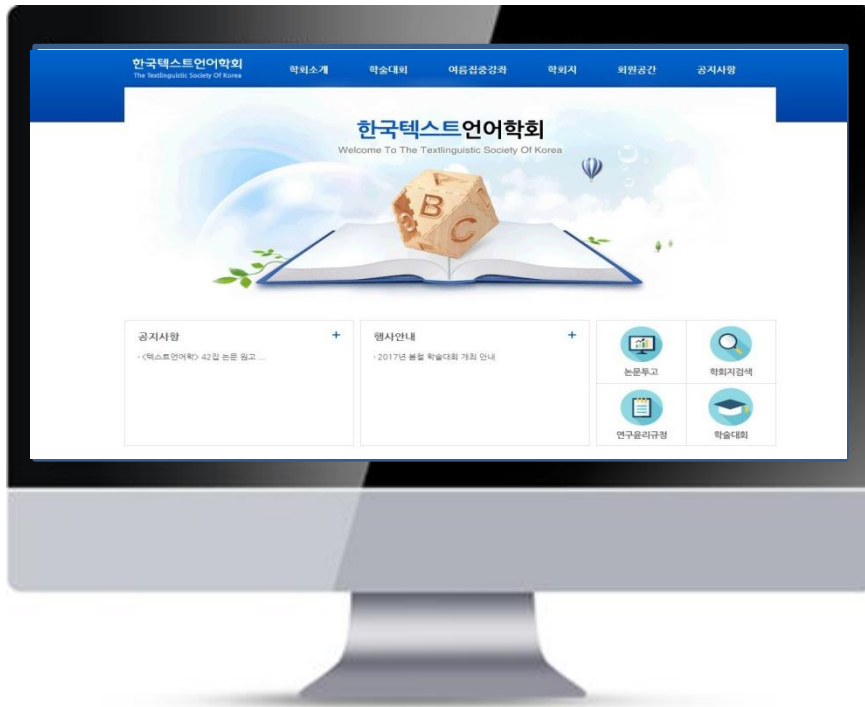 한국텍스트언어학회
The Textlinguistic Society Of Korea
학회소개 학술대회 여름집중강좌 학회지 회원공간 공지사항
한국텍스트언어학회
Welcome To The Textlinguistic Society Of Korea
B
C
공지사항 +
· <텍스트언어학> 42집 논문 원고 ...
행사안내 +
· 2017년 봄철 학술대회 개최 안내
논문투고 학회지검색
연구윤리규정 학술대회